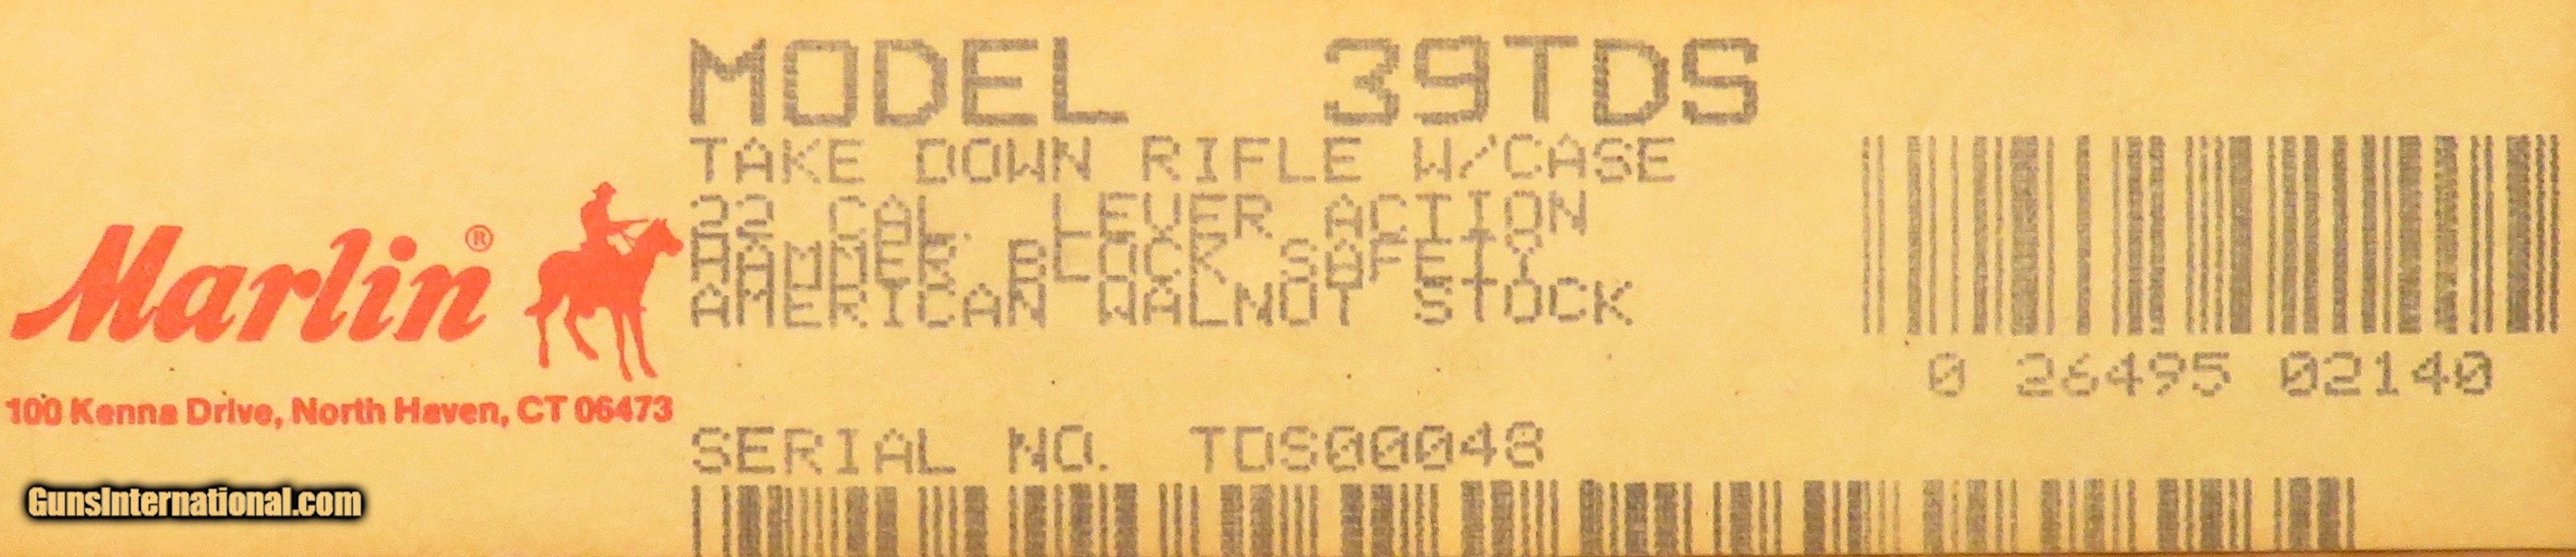 MODEL 39TDS
TAKE DOWN RIFLE W/CASE
22 CAL. LEVER ACTION
HAMMER BLOCK SAFETY
AMERICAN WALNUT STOCK
Marlin®
100 Kenna Drive, North Haven, CT 06473
0 26495 02140
SERIAL NO. TDS00048
GunsInternational.com